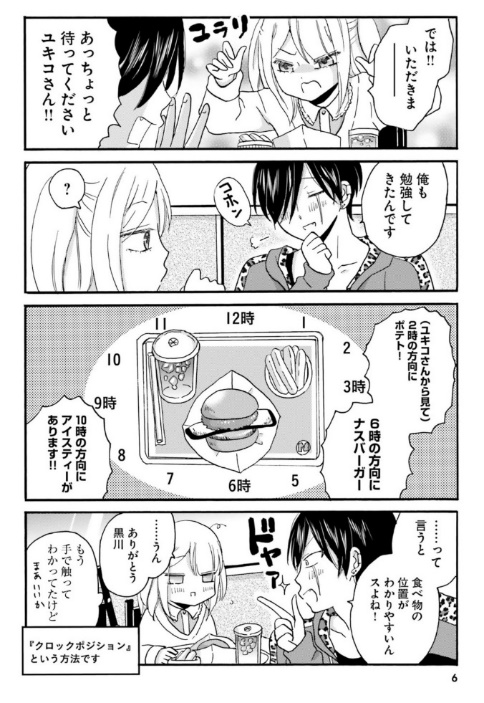 では!!
いただきま
――
ユラリ
あっちょっと
待ってください
ユキコさん!!
俺も
勉強して
きたんです
コホン
?
12時
1
2
3時
5
6時
7
8
9時
10
11
(ユキコさんから見て)
2時の方向に
ポテト!
6時の方向に
ナスバーガー
10時の方向に
アイスティーが
あります!!
……って
言うと
食べ物の
位置が
わかりやすいん
スよね!
ドヤァ
……うん
ありがとう
黒川
もう
手で触って
わかってたけど
まぁいいか
『クロックポジション』
という方法です
6